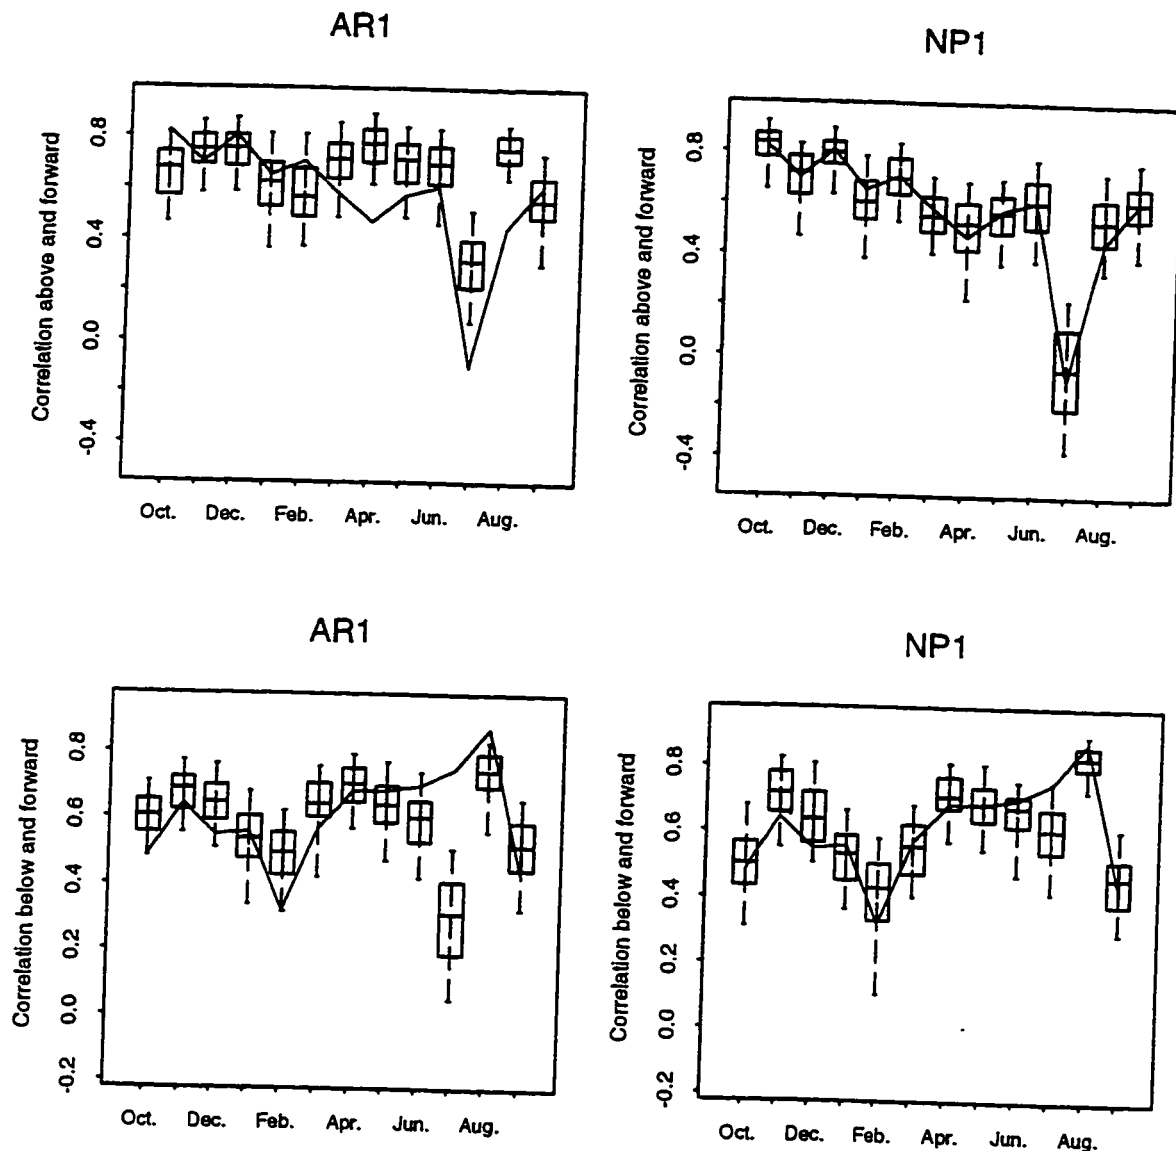 AR1
Correlation above and forward
0.8
0.4
0.0
-0.4
Oct. Dec. Feb. Apr. Jun. Aug.
NP1
Correlation above and forward
0.8
0.4
0.0
-0.4
Oct. Dec. Feb. Apr. Jun. Aug.
AR1
Correlation below and forward
0.8
0.6
0.4
0.2
0.0
-0.2
Oct. Dec. Feb. Apr. Jun. Aug.
NP1
Correlation below and forward
0.8
0.6
0.4
0.2
0.0
-0.2
Oct. Dec. Feb. Apr. Jun. Aug.